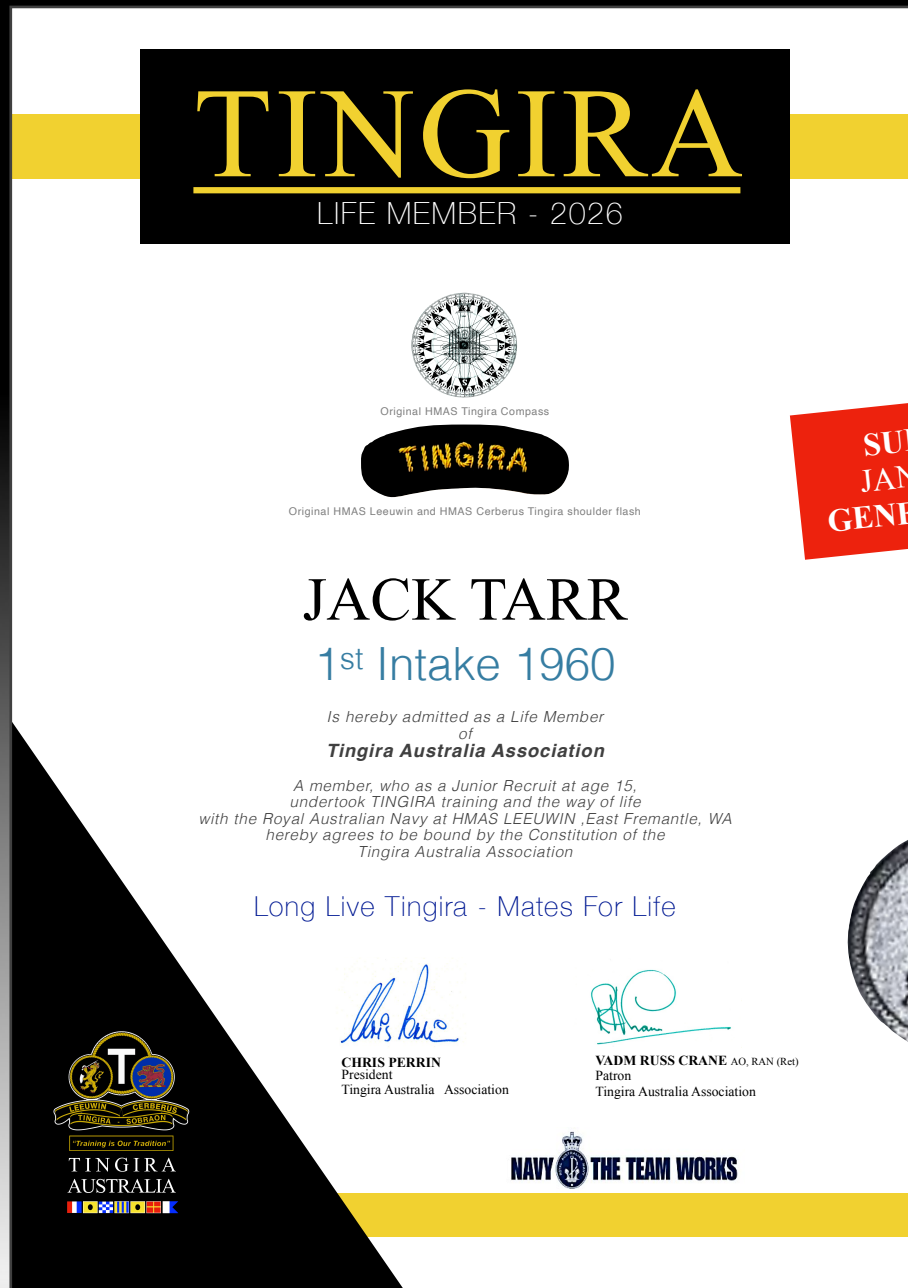 TINGIRA
LIFE MEMBER - 2026
Original HMAS Tingira Compass
TINGIRA
Original HMAS Leeuwin and HMAS Cerberus Tingira shoulder flash
JACK TARR
1st Intake 1960
Is hereby admitted as a Life Member
of
Tingira Australia Association
A member, who as a Junior Recruit at age 15,
undertook TINGIRA training and the way of life
with the Royal Australian Navy at HMAS LEEUWIN ,East Fremantle, WA
hereby agrees to be bound by the Constitution of the
Tingira Australia Association
Long Live Tingira - Mates For Life
CHRIS PERRIN
President
Tingira Australia Association
VADM RUSS CRANE AO, RAN (Ret)
Patron
Tingira Australia Association
T
LEEUWIN CERBERUS
TINGIRA - SOBRAON
"Training is Our Tradition"
TINGIRA
AUSTRALIA
NAVY THE TEAM WORKS